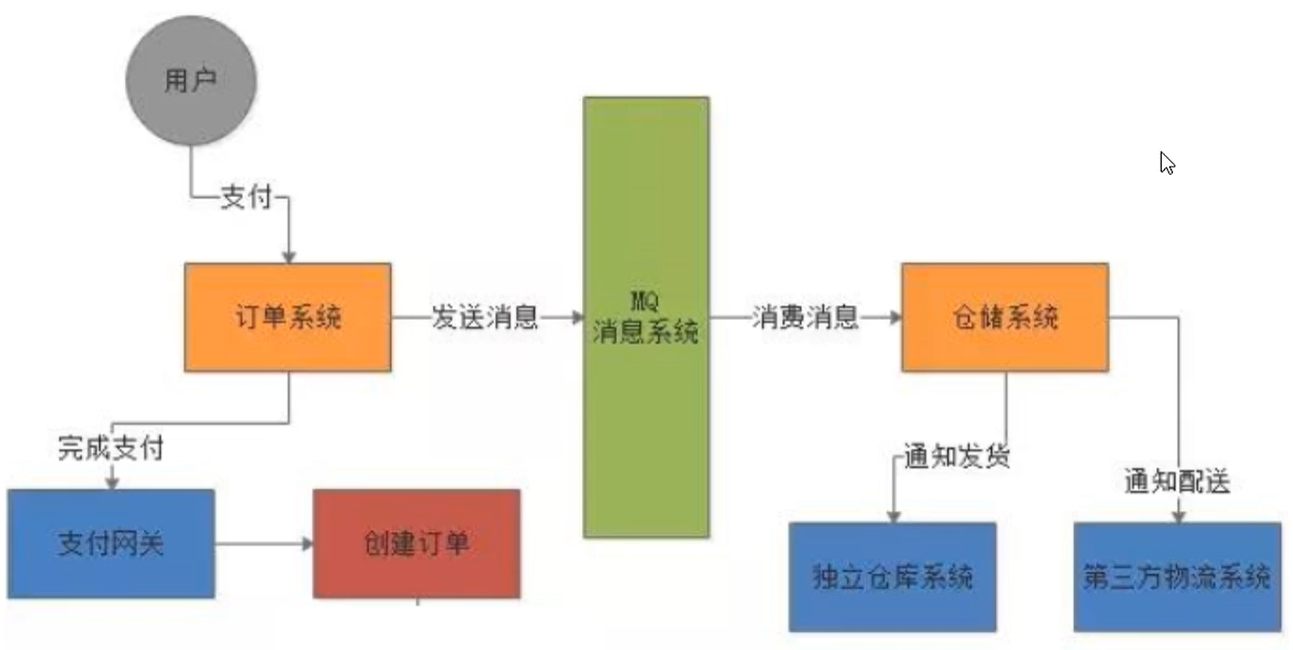 用户
支付
订单系统
发送消息
MQ
消息系统
消费消息
仓储系统
完成支付
通知发货
通知配送
支付网关
创建订单
独立仓库系统
第三方物流系统